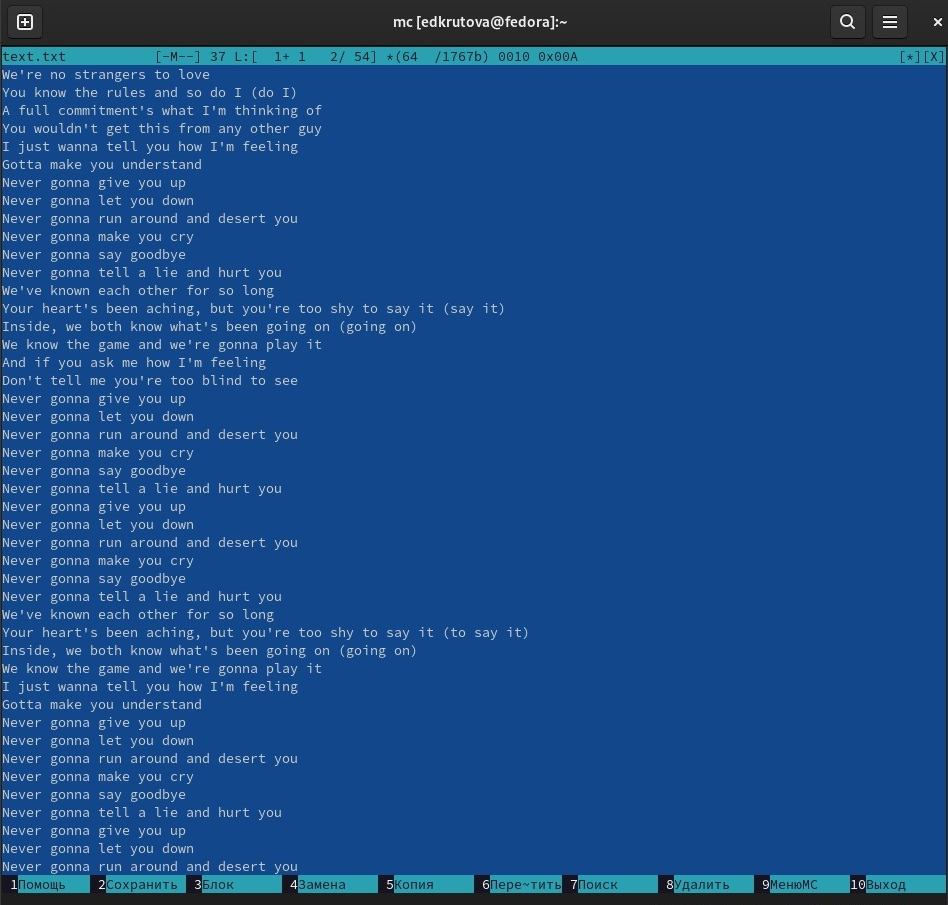 mc [edkrutova@fedora]:~
text.txt [-M--] 37 L:[ 1+ 1 2/ 54] *(64 /1767b) 0010 0x00A [*][X]
We're no strangers to love
You know the rules and so do I (do I)
A full commitment's what I'm thinking of
You wouldn't get this from any other guy
I just wanna tell you how I'm feeling
Gotta make you understand
Never gonna give you up
Never gonna let you down
Never gonna run around and desert you
Never gonna make you cry
Never gonna say goodbye
Never gonna tell a lie and hurt you
We've known each other for so long
Your heart's been aching, but you're too shy to say it (say it)
Inside, we both know what's been going on (going on)
We know the game and we're gonna play it
And if you ask me how I'm feeling
Don't tell me you're too blind to see
Never gonna give you up
Never gonna let you down
Never gonna run around and desert you
Never gonna make you cry
Never gonna say goodbye
Never gonna tell a lie and hurt you
Never gonna give you up
Never gonna let you down
Never gonna run around and desert you
Never gonna make you cry
Never gonna say goodbye
Never gonna tell a lie and hurt you
We've known each other for so long
Your heart's been aching, but you're too shy to say it (to say it)
Inside, we both know what's been going on (going on)
We know the game and we're gonna play it
I just wanna tell you how I'm feeling
Gotta make you understand
Never gonna give you up
Never gonna let you down
Never gonna run around and desert you
Never gonna make you cry
Never gonna say goodbye
Never gonna tell a lie and hurt you
Never gonna give you up
Never gonna let you down
Never gonna run around and desert you
1Помощь 2Сохранить 3Блок 4Замена 5Копия 6Пере~тить 7Поиск 8Удалить 9МенюMC 10Выход